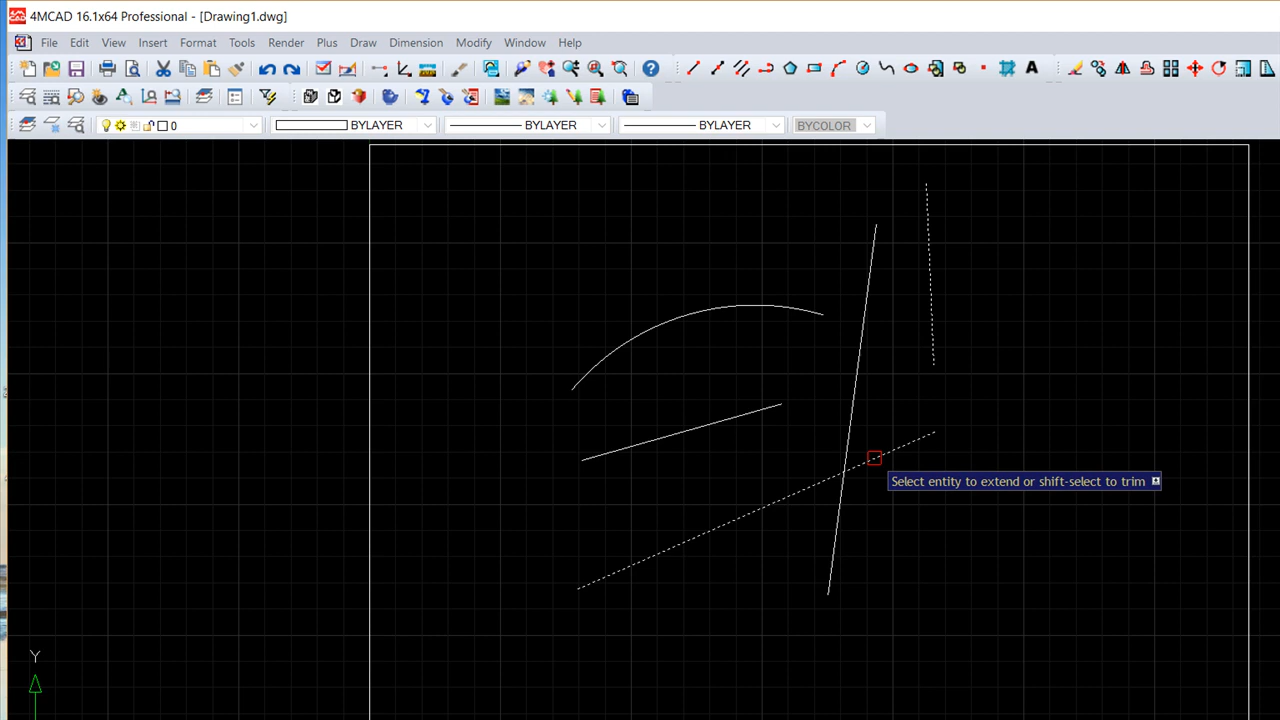 4MCAD 16.1x64 Professional - [Drawing1.dwg]
File Edit View Insert Format Tools Render Plus Draw Dimension Modify Window Help
0 BYLAYER BYLAYER BYLAYER BYCOLOR
Select entity to extend or shift-select to trim
Y